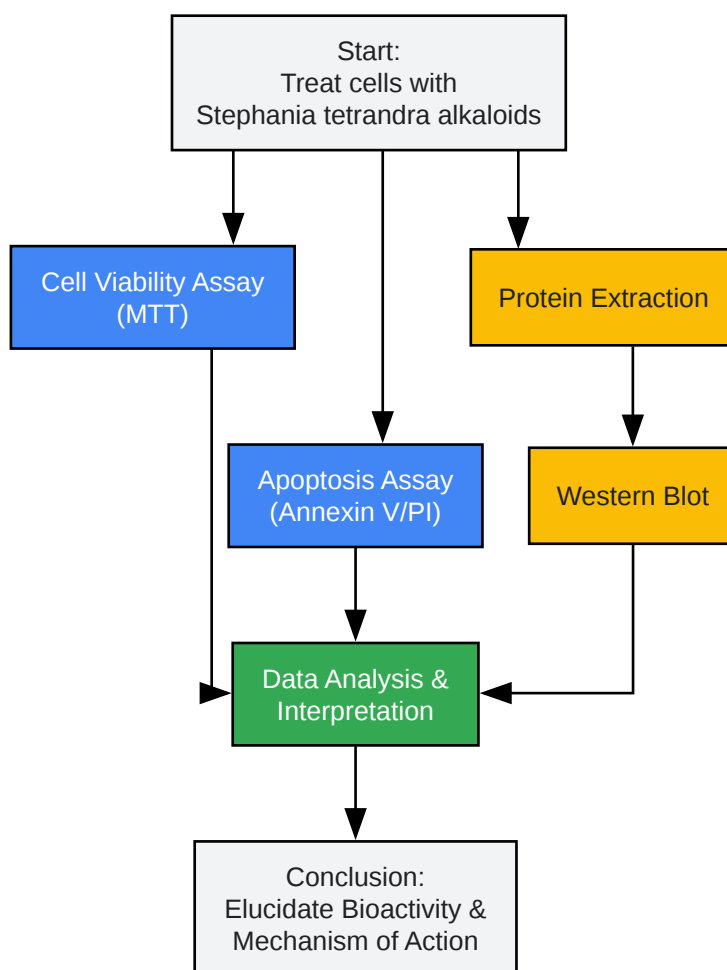 Start:
Treat cells with
Stephania tetrandra alkaloids
Cell Viability Assay
(MTT)
Protein Extraction
Apoptosis Assay
(Annexin V/PI)
Western Blot
Data Analysis &
Interpretation
Conclusion:
Elucidate Bioactivity &
Mechanism of Action